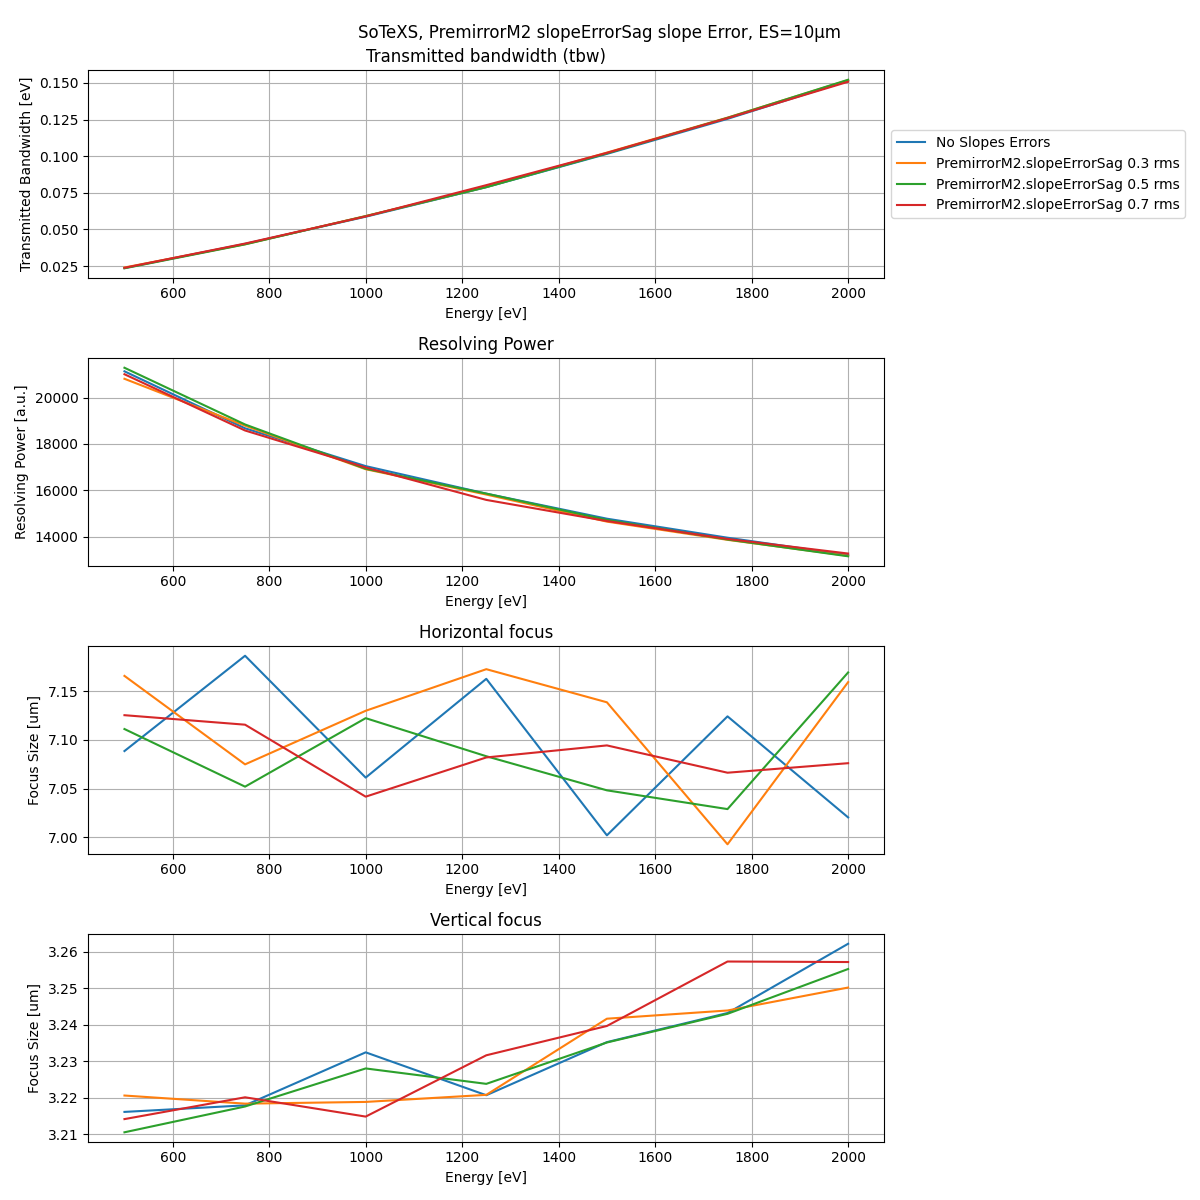 SoTeXS, PremirrorM2 slopeErrorSag slope Error, ES=10μm
Transmitted bandwidth (tbw)
Transmitted Bandwidth [eV]
0.150
0.125
0.100
0.075
0.050
0.025
600 800 1000 1200 1400 1600 1800 2000
Energy [eV]
No Slopes Errors
PremirrorM2.slopeErrorSag 0.3 rms
PremirrorM2.slopeErrorSag 0.5 rms
PremirrorM2.slopeErrorSag 0.7 rms
Resolving Power
Resolving Power [a.u.]
20000
18000
16000
14000
600 800 1000 1200 1400 1600 1800 2000
Energy [eV]
Horizontal focus
Focus Size [um]
7.15
7.10
7.05
7.00
600 800 1000 1200 1400 1600 1800 2000
Energy [eV]
Vertical focus
Focus Size [um]
3.26
3.25
3.24
3.23
3.22
3.21
600 800 1000 1200 1400 1600 1800 2000
Energy [eV]